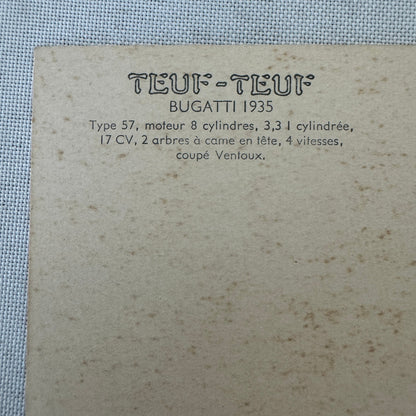 TEUF-TEUF
BUGATTI 1935
Type 57, moteur 8 cylindres, 3,3 l cylindrée,
17 CV, 2 arbres à came en tête, 4 vitesses,
coupé Ventoux.